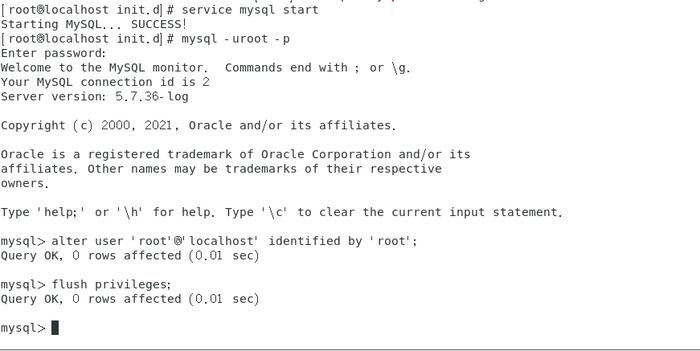 [root@localhost init.d]# service mysql start
Starting MySQL... SUCCESS!
[root@localhost init.d]# mysql -uroot -p
Enter password:
Welcome to the MySQL monitor.  Commands end with ; or \g.
Your MySQL connection id is 2
Server version: 5.7.36-log
Copyright (c) 2000, 2021, Oracle and/or its affiliates.
Oracle is a registered trademark of Oracle Corporation and/or its
affiliates. Other names may be trademarks of their respective
owners.
Type 'help;' or '\h' for help. Type '\c' to clear the current input statement.
mysql> alter user 'root'@'localhost' identified by 'root';
Query OK, 0 rows affected (0.01 sec)
mysql> flush privileges;
Query OK, 0 rows affected (0.01 sec)
mysql>